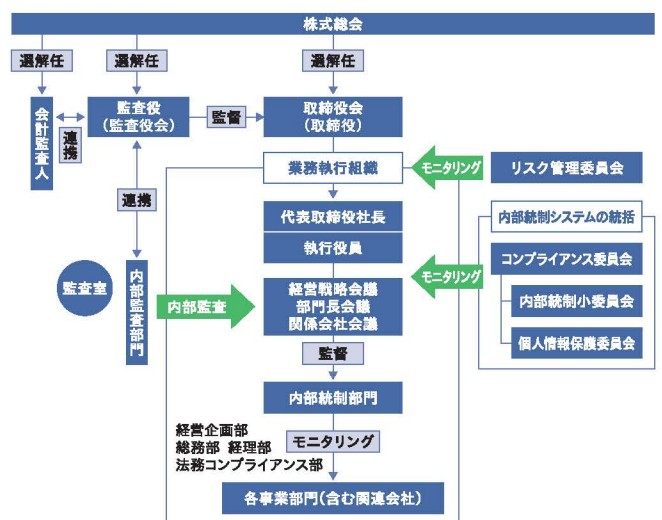 株式総会
選解任
選解任
選解任
会計監査人
連携
監査役
(監査役会)
監督
取締役会
(取締役)
業務執行組織
モニタリング
リスク管理委員会
連携
代表取締役社長
執行役員
内部統制システムの統括
コンプライアンス委員会
内部統制小委員会
個人情報保護委員会
モニタリング
監査室
内部監査部門
内部監査
経営戦略会議
部門長会議
関係会社会議
監督
内部統制部門
経営企画部
総務部 経理部
法務コンプライアンス部
モニタリング
各事業部門(含む関連会社)